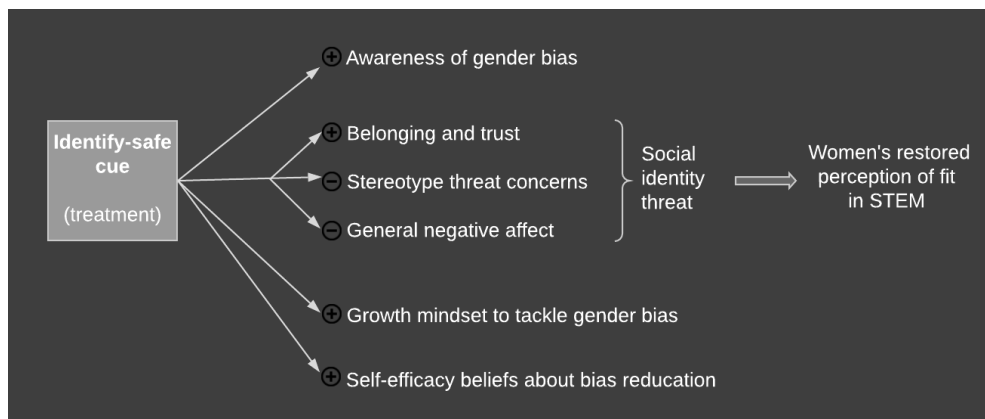 Identify-safe
cue
(treatment)
Awareness of gender bias
Belonging and trust
Stereotype threat concerns
General negative affect
Social
identity
threat
Women's restored
perception of fit
in STEM
Growth mindset to tackle gender bias
Self-efficacy beliefs about bias reducation